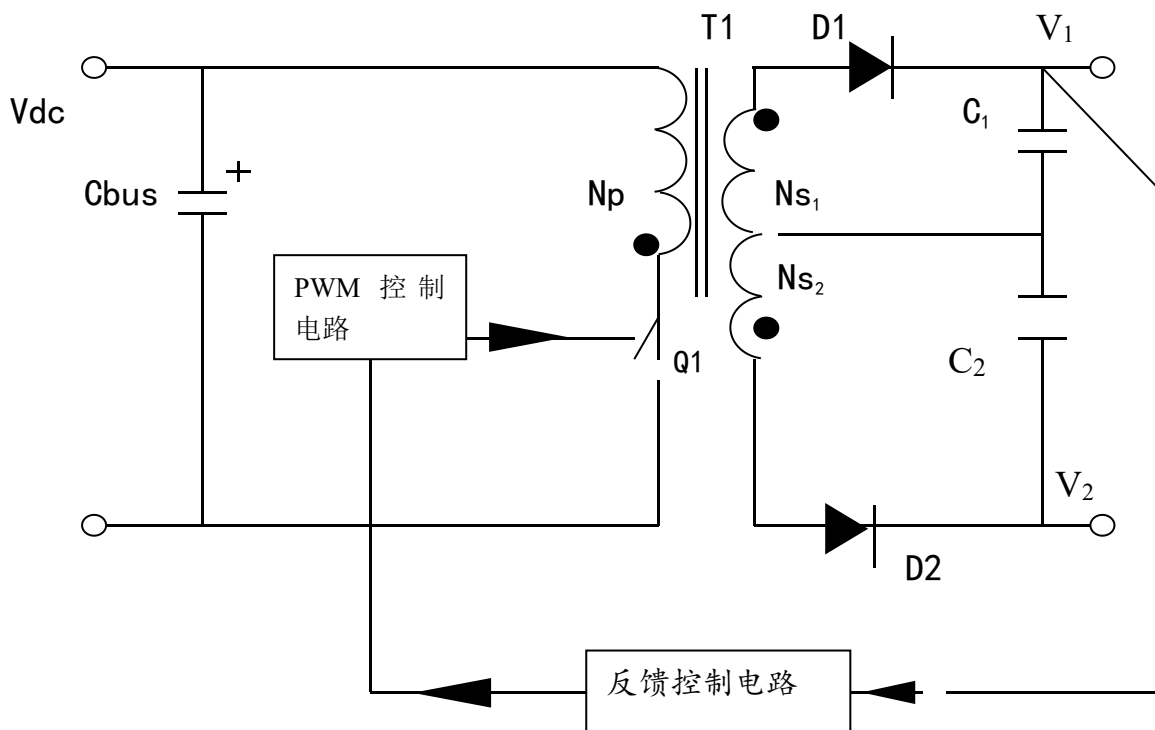 T1
D1
V₁
Vdc
C₁
Cbus
+
Np
Ns₁
PWM 控制
电路
Ns₂
Q1
C₂
V₂
D2
反馈控制电路